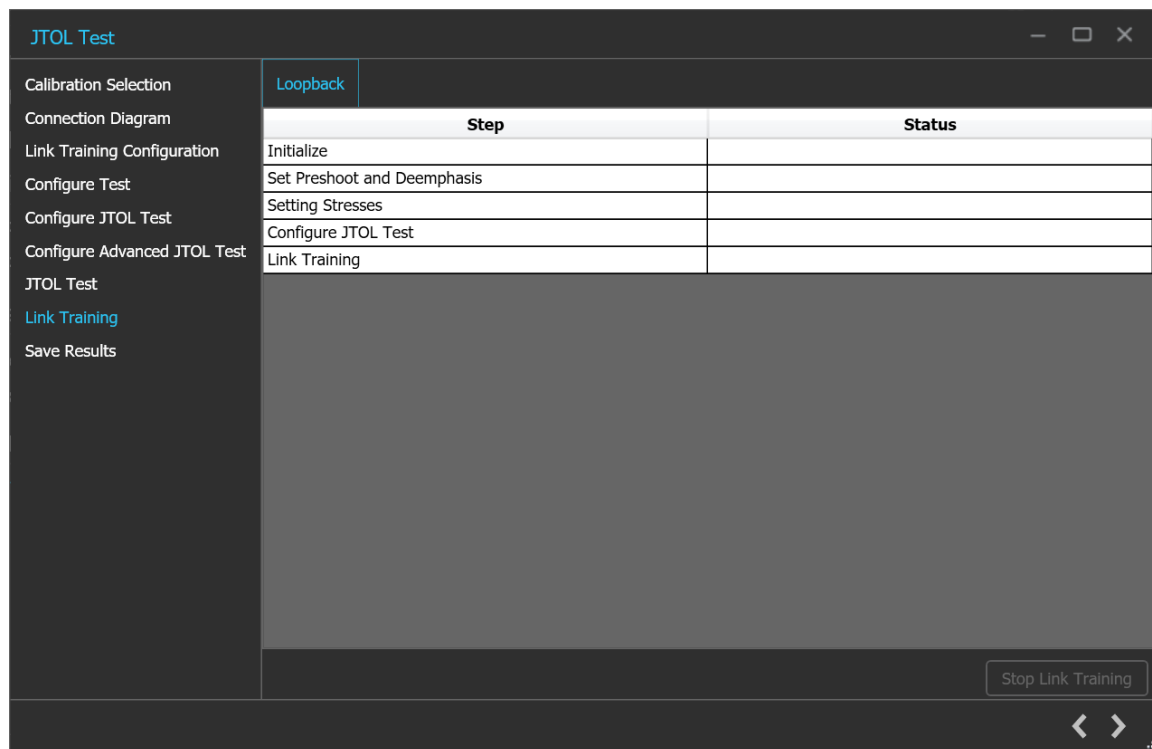 JTOL Test
Calibration Selection
Connection Diagram
Link Training Configuration
Configure Test
Configure JTOL Test
Configure Advanced JTOL Test
JTOL Test
Link Training
Save Results
Loopback
Step Status
Initialize
Set Preshoot and Deemphasis
Setting Stresses
Configure JTOL Test
Link Training
Stop Link Training